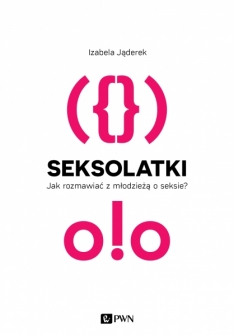 Izabela Jąderek
({})
SEKSOLATKI
Jak rozmawiać z młodzieżą o seksie?
o!o
PWN